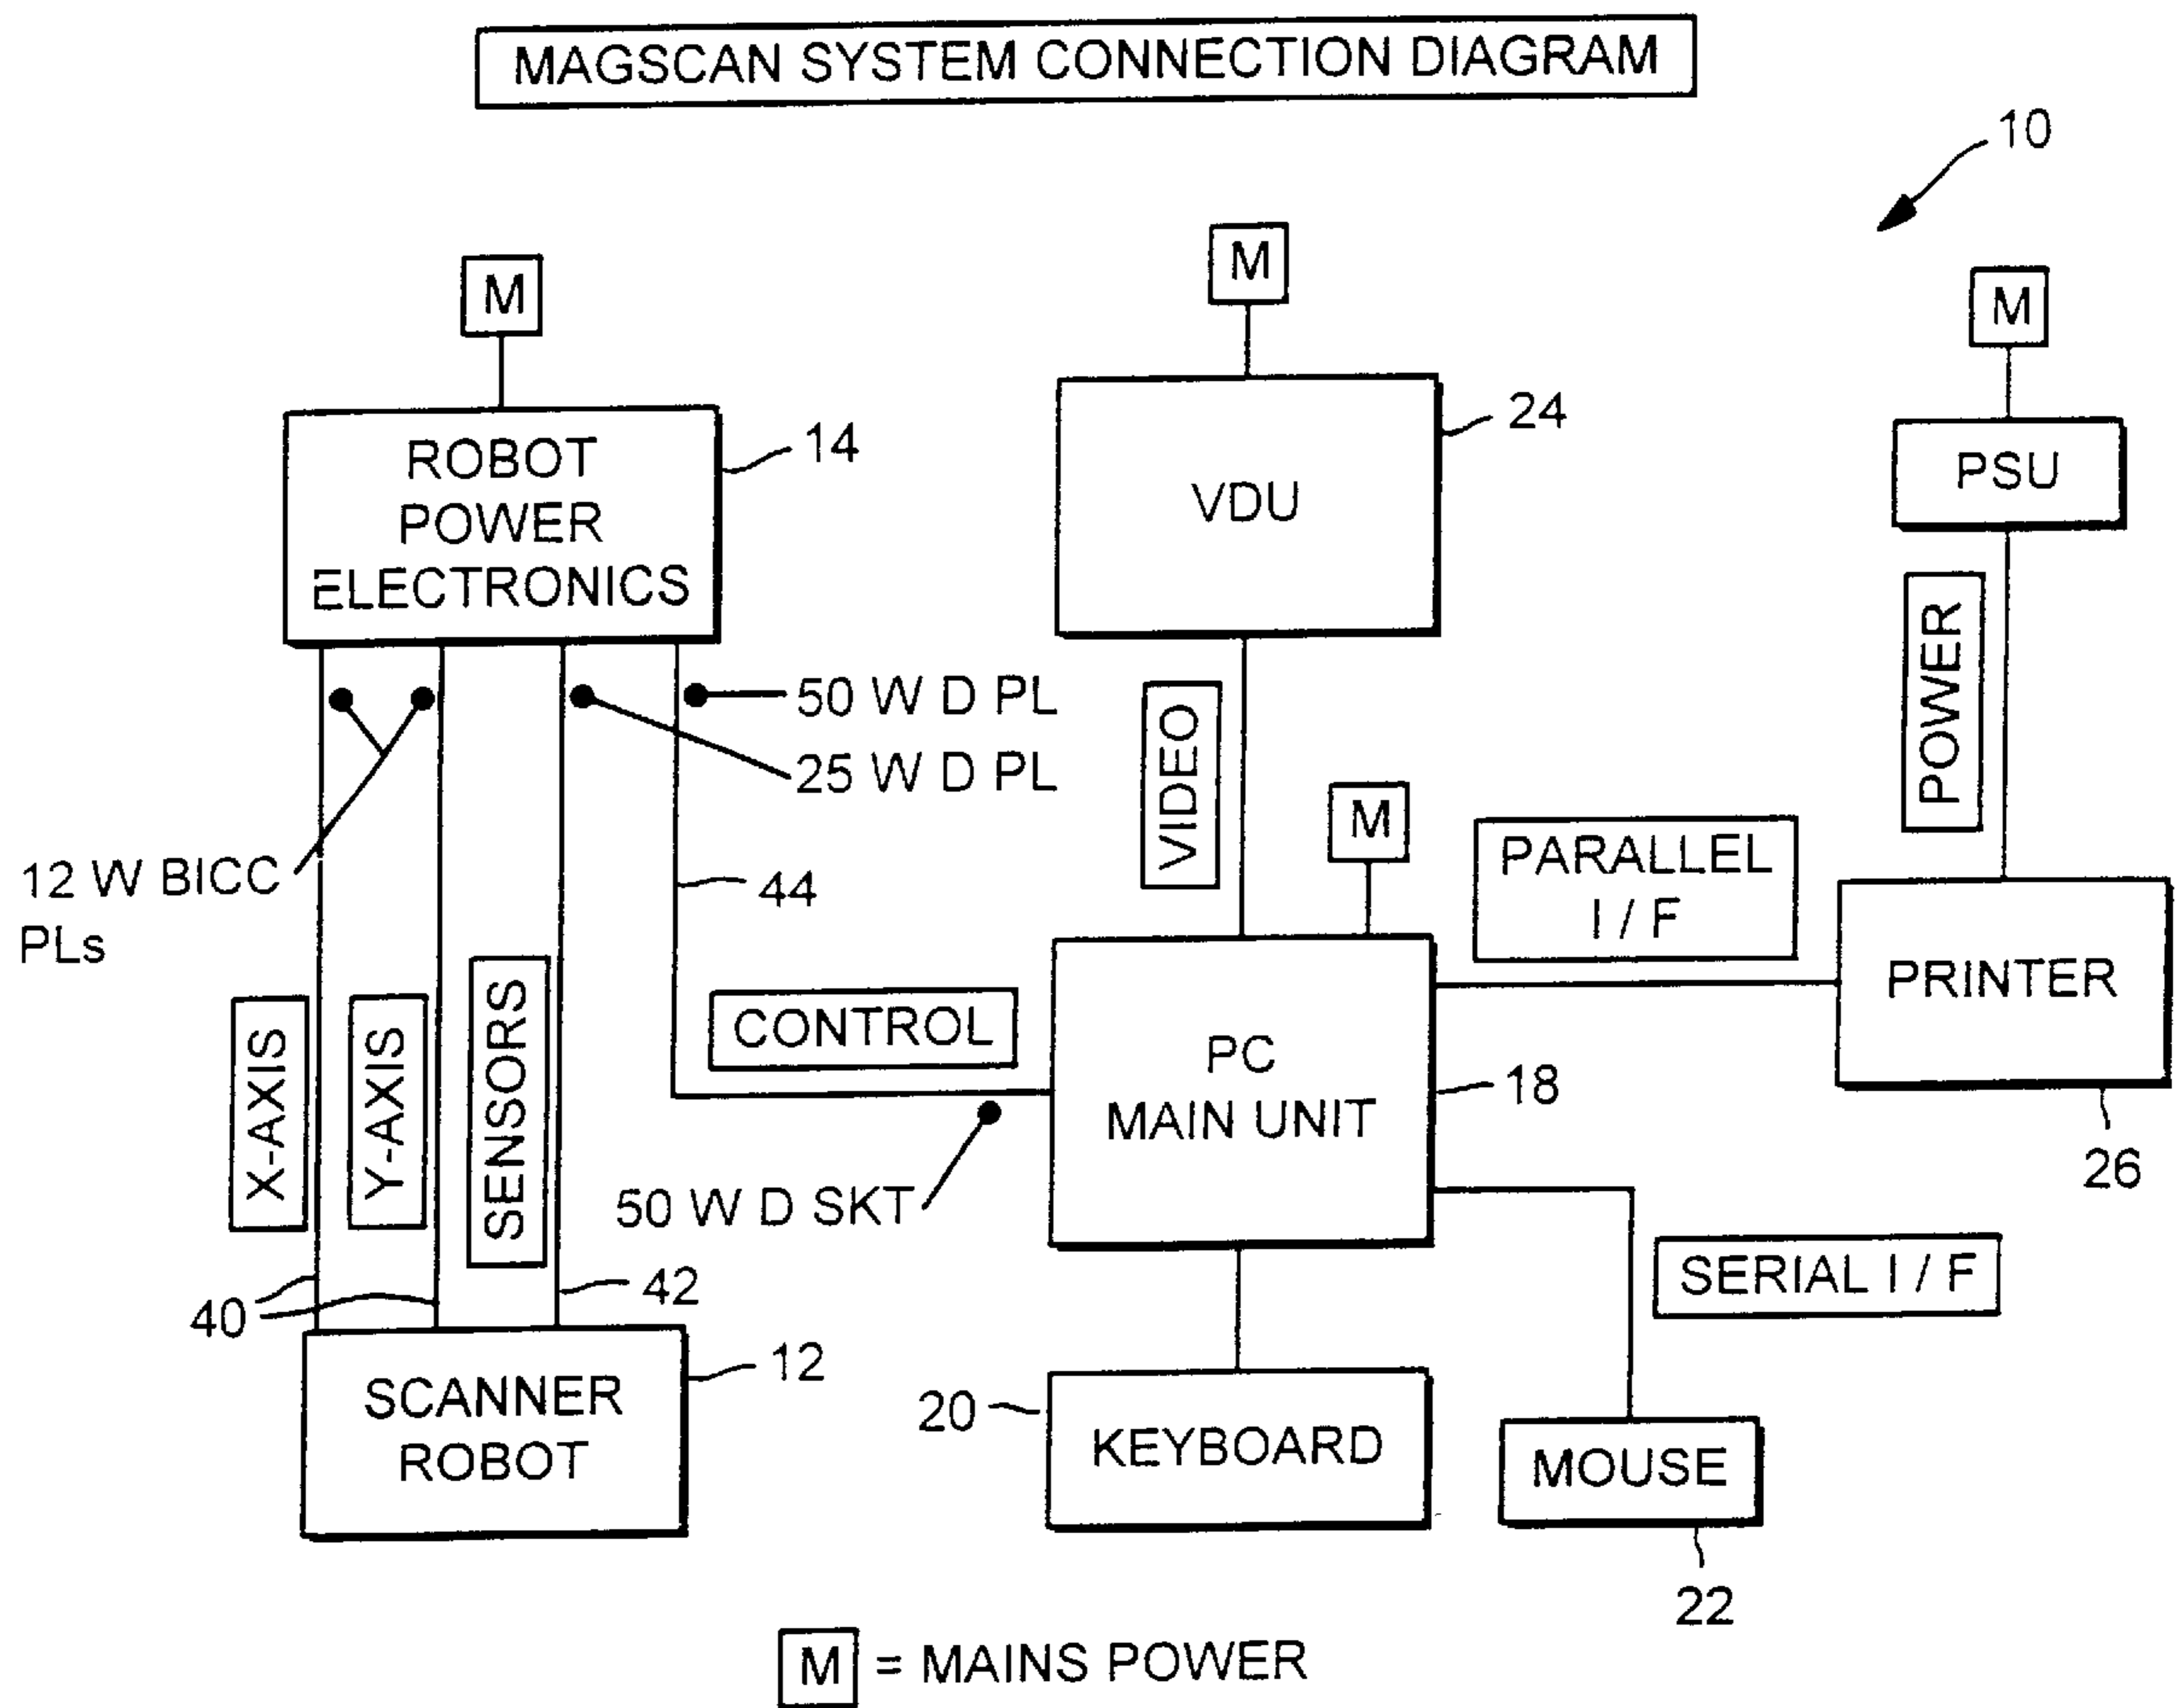 MAGSCAN SYSTEM CONNECTION DIAGRAM
10
M
M
M
ROBOT
POWER
ELECTRONICS
14
VDU
24
PSU
POWER
50 W D PL
25 W D PL
12 W BICC
PLs
VIDEO
M
44
PARALLEL
I / F
PRINTER
26
X-AXIS
Y-AXIS
SENSORS
CONTROL
PC
MAIN UNIT
18
50 W D SKT
SERIAL I / F
40
42
SCANNER
ROBOT
12
20
KEYBOARD
MOUSE
22
M = MAINS POWER